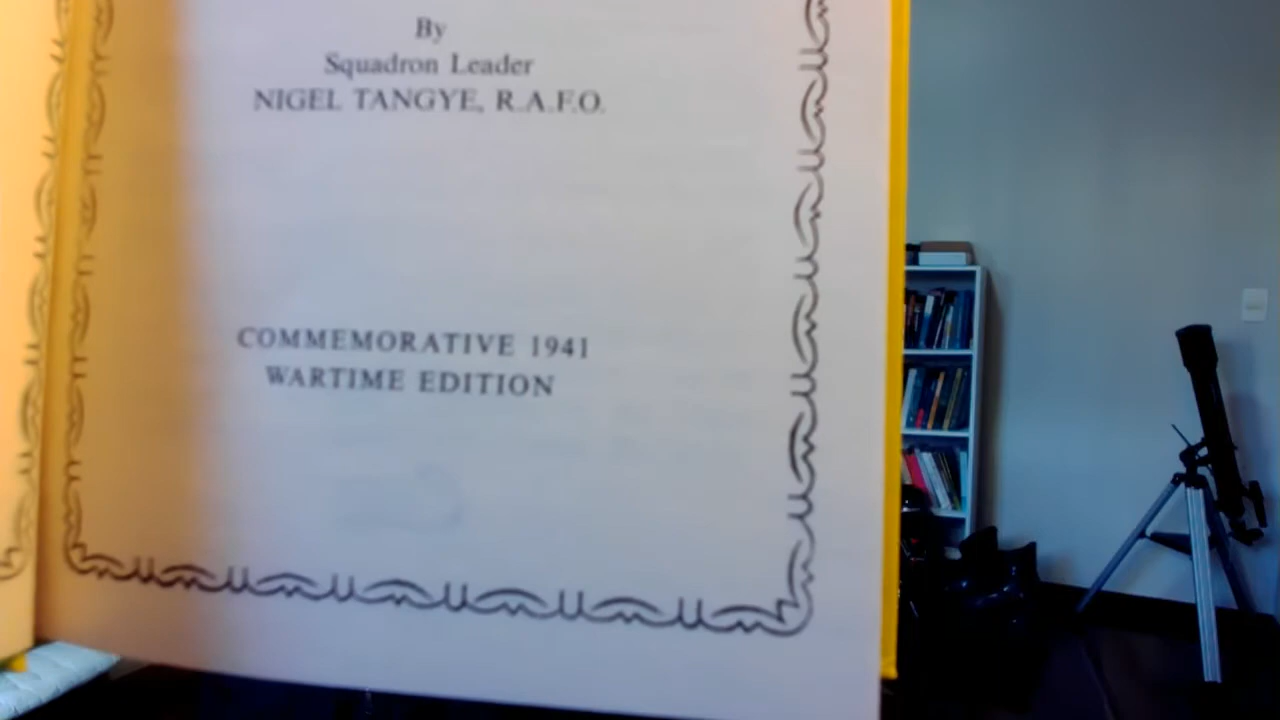 By
Squadron Leader
NIGEL TANGYE, R.A.F.O.
COMMEMORATIVE 1941
WARTIME EDITION